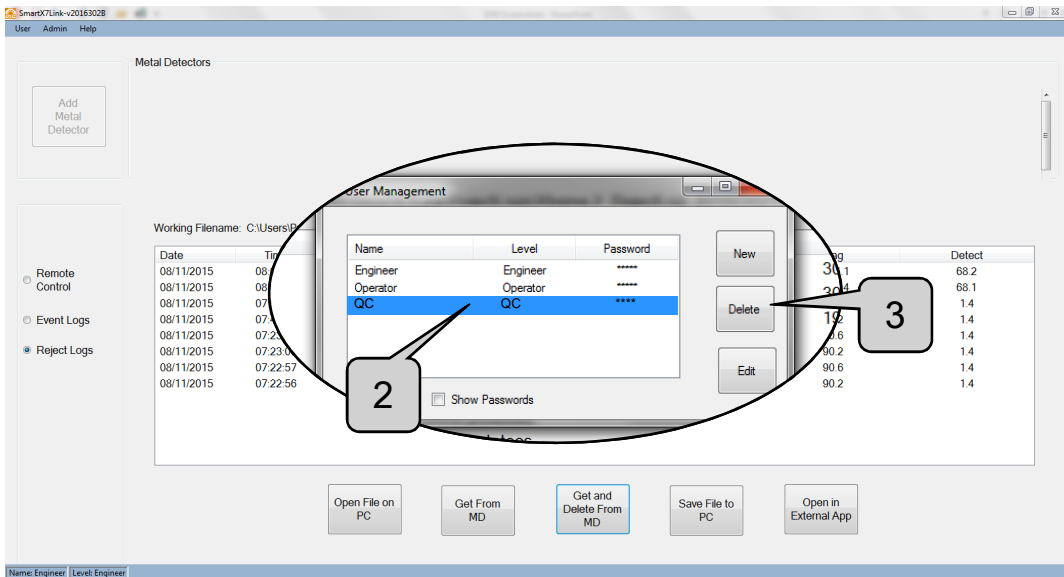 SmartX7Link-v2016302B
User Admin Help
Metal Detectors
Add
Metal
Detector
Remote
Control
Event Logs
Reject Logs
Working Filename: C:\Users\
Date Detect
08/11/2015 68.2
08/11/2015 68.1
08/11/2015 1.4
08/11/2015 1.4
08/11/2015 1.4
08/11/2015 07:23:0 90.2 1.4
08/11/2015 07:22:57 90.6 1.4
08/11/2015 07:22:56 90.2 1.4
User Management
Name Level Password
Engineer Engineer *****
Operator Operator *****
QC QC ****
New
Delete
Edit
Show Passwords
2
3
Open File on
PC
Get From
MD
Get and
Delete From
MD
Save File to
PC
Open in
External App
Name: Engineer Level: Engineer